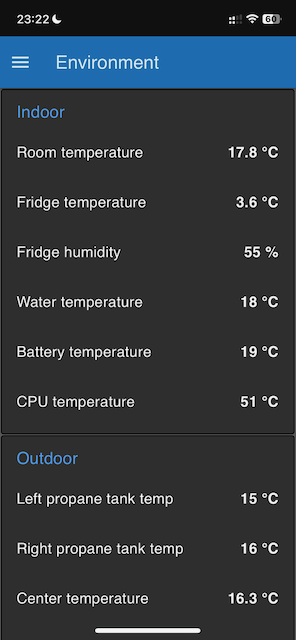 23:22 60
Environment
Indoor
Room temperature 17.8 °C
Fridge temperature 3.6 °C
Fridge humidity 55 %
Water temperature 18 °C
Battery temperature 19 °C
CPU temperature 51 °C
Outdoor
Left propane tank temp 15 °C
Right propane tank temp 16 °C
Center temperature 16.3 °C